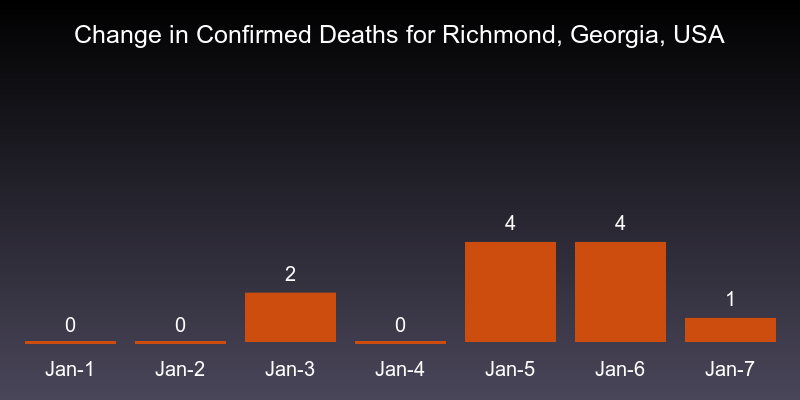 Change in Confirmed Deaths for Richmond, Georgia, USA
4 4
2
1
0 0 0
Jan-1 Jan-2 Jan-3 Jan-4 Jan-5 Jan-6 Jan-7